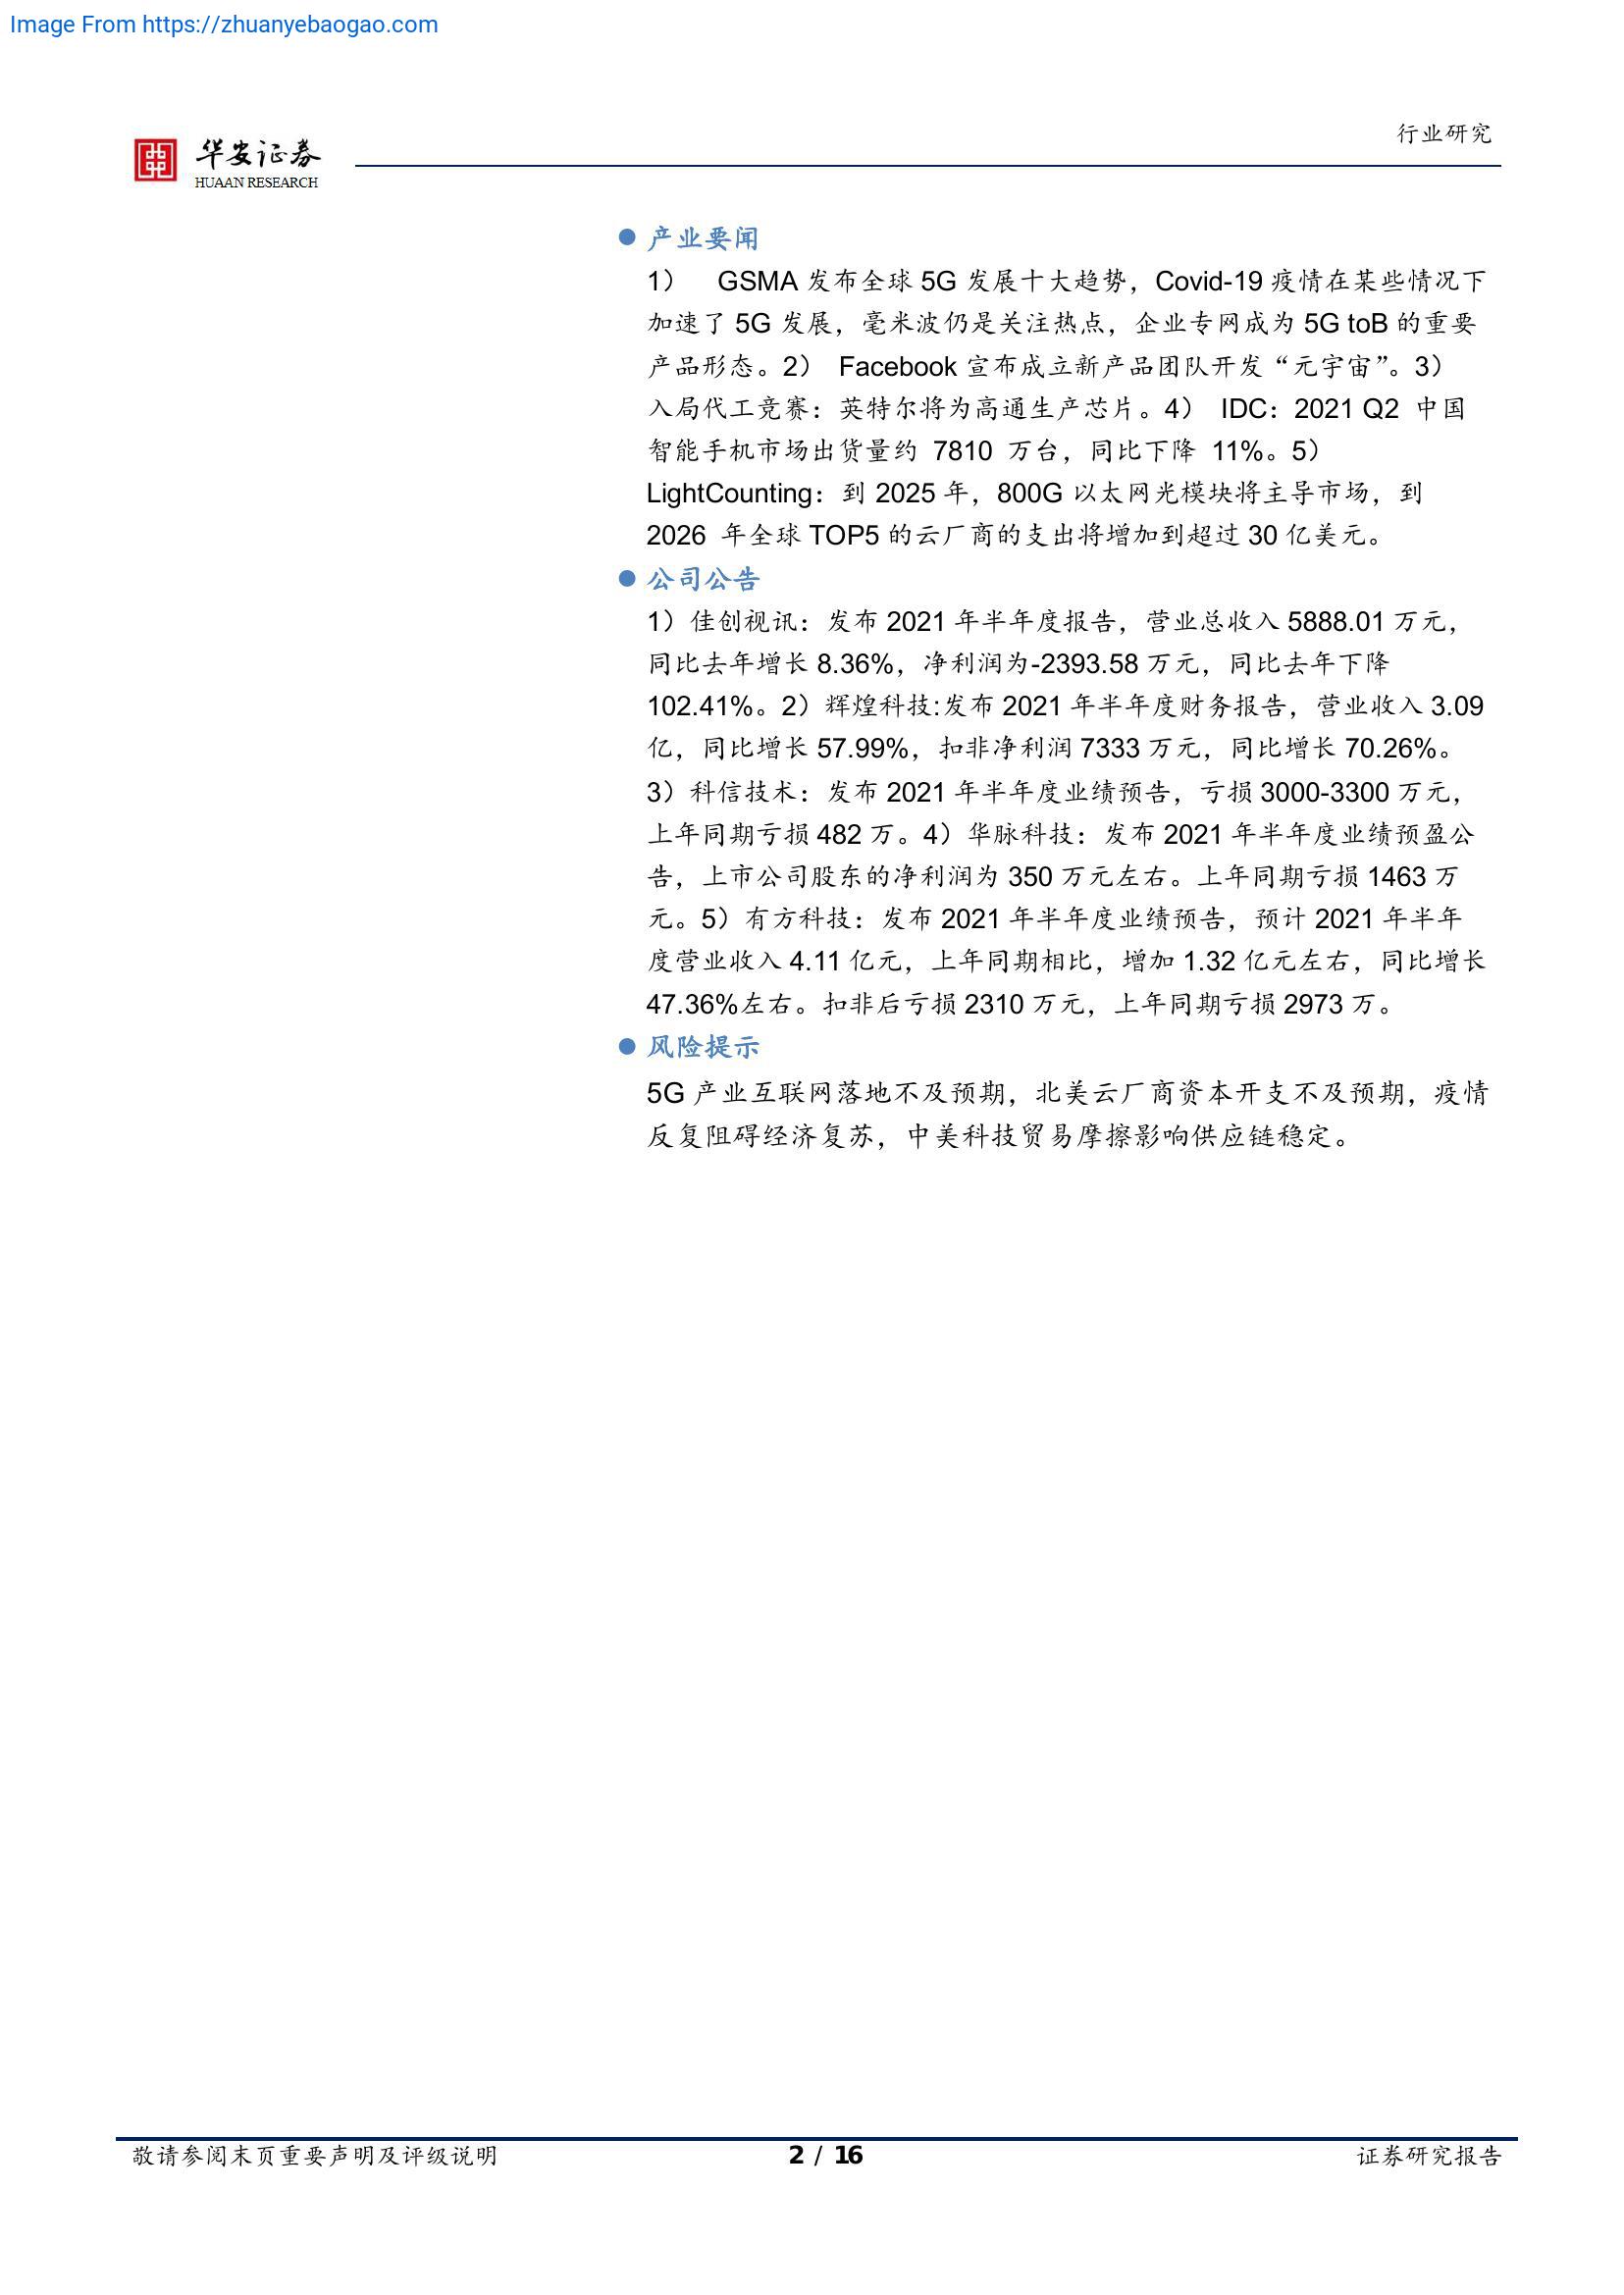 Image From https://zhuanyebaogao.com
行业研究
华安证券
HUAAN RESEARCH
产业要闻
1） GSMA 发布全球 5G 发展十大趋势，Covid-19 疫情在某些情况下
加速了 5G 发展，毫米波仍是关注热点，企业专网成为 5G toB 的重要
产品形态。2） Facebook 宣布成立新产品团队开发“元宇宙”。3）
入局代工竞赛：英特尔将为高通生产芯片。4） IDC：2021 Q2 中国
智能手机市场出货量约 7810 万台，同比下降 11%。5）
LightCounting：到 2025 年，800G 以太网光模块将主导市场，到
2026 年全球 TOP5 的云厂商的支出将增加到超过 30 亿美元。
公司公告
1）佳创视讯：发布 2021 年半年度报告，营业总收入 5888.01 万元，
同比去年增长 8.36%，净利润为-2393.58 万元，同比去年下降
102.41%。2）辉煌科技:发布 2021 年半年度财务报告，营业收入 3.09
亿，同比增长 57.99%，扣非净利润 7333 万元，同比增长 70.26%。
3）科信技术：发布 2021 年半年度业绩预告，亏损 3000-3300 万元，
上年同期亏损 482 万。4）华脉科技：发布 2021 年半年度业绩预盈公
告，上市公司股东的净利润为 350 万元左右。上年同期亏损 1463 万
元。5）有方科技：发布 2021 年半年度业绩预告，预计 2021 年半年
度营业收入 4.11 亿元，上年同期相比，增加 1.32 亿元左右，同比增长
47.36%左右。扣非后亏损 2310 万元，上年同期亏损 2973 万。
风险提示
5G 产业互联网落地不及预期，北美云厂商资本开支不及预期，疫情
反复阻碍经济复苏，中美科技贸易摩擦影响供应链稳定。
敬请参阅末页重要声明及评级说明
2 / 16
证券研究报告